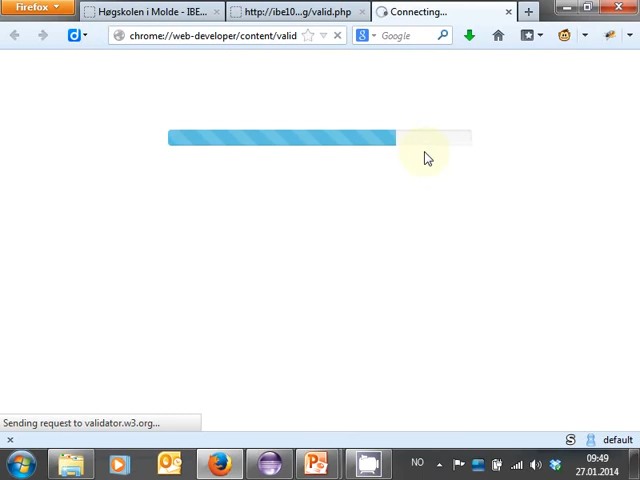 Firefox
Høgskolen i Molde - IBE...
http://ibe10...g/valid.php
Connecting...
chrome://web-developer/content/valid
Google
Sending request to validator.w3.org...
default
NO
09:49
27.01.2014